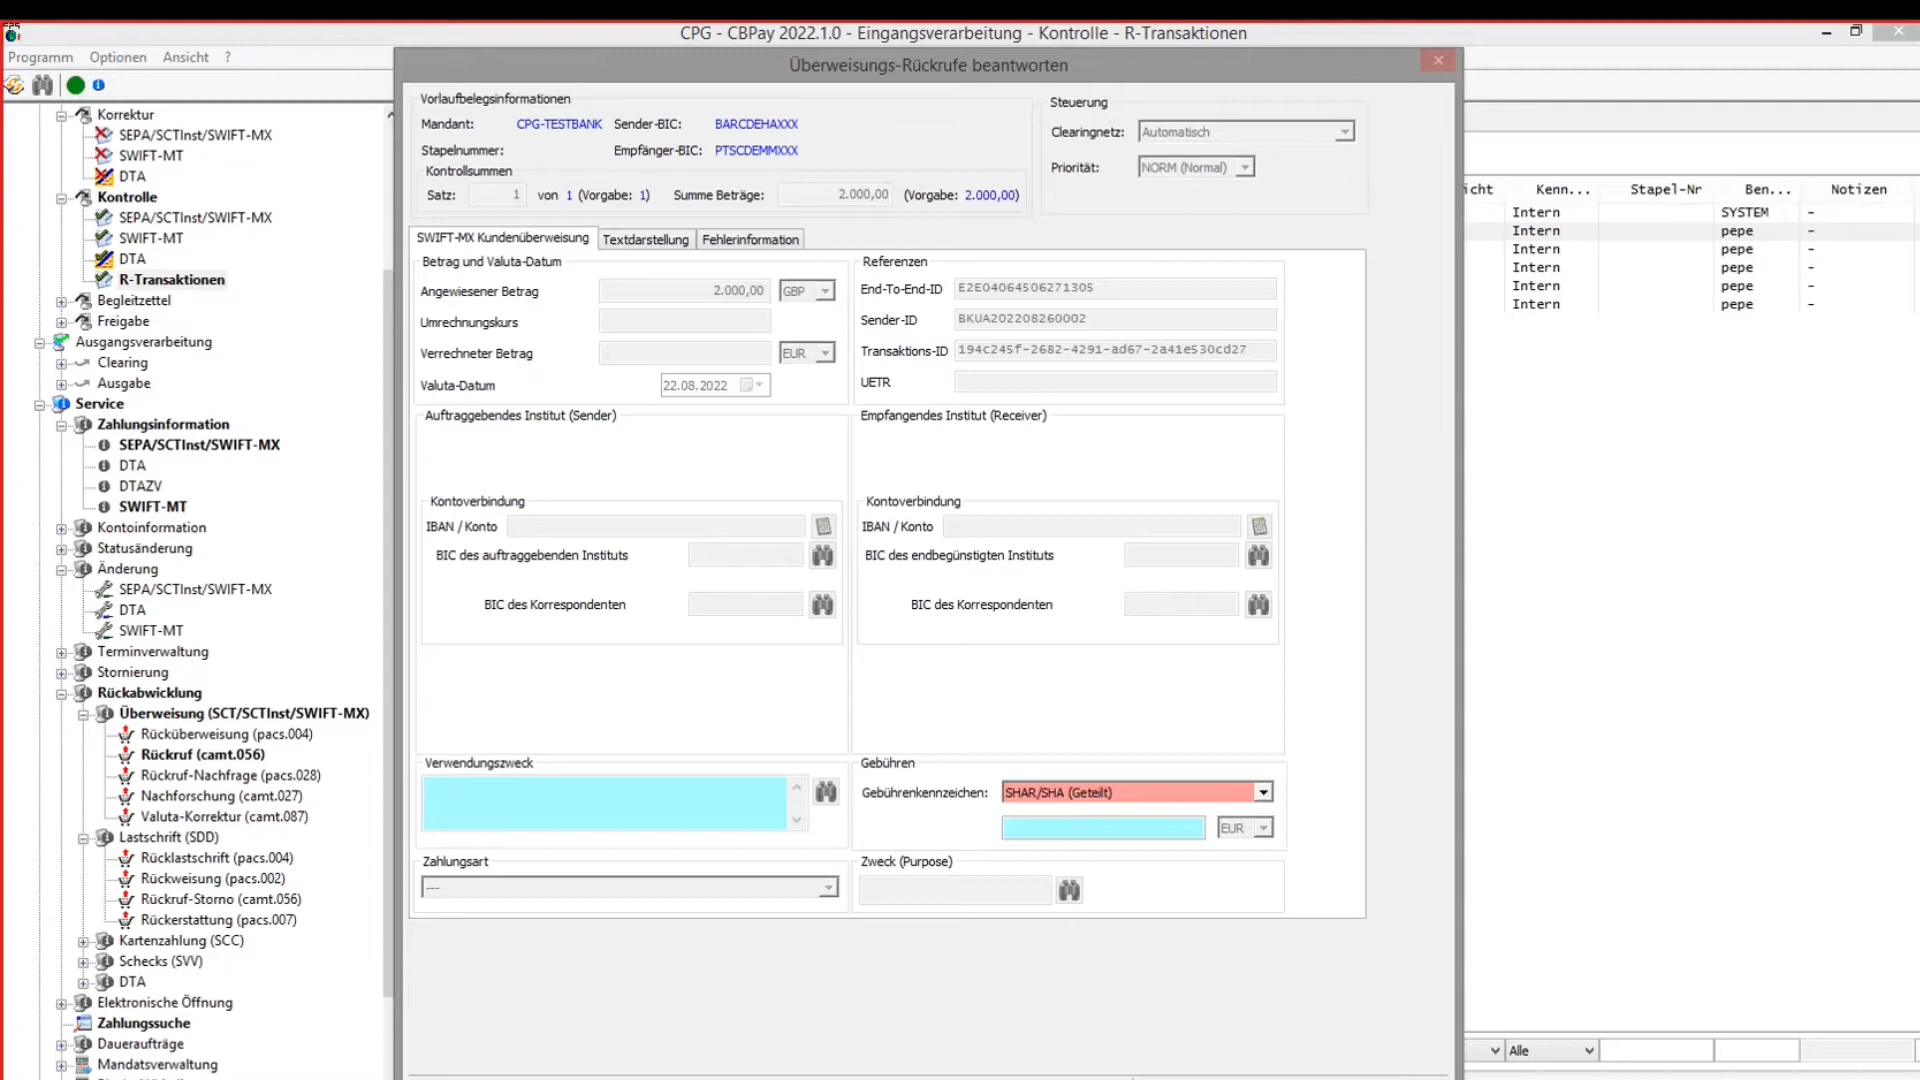 CPG - CBPay 2022.1.0 - Eingangsverarbeitung - Kontrolle - R-Transaktionen
Programm Optionen Ansicht ?
Korrektur
SEPA/SCTInst/SWIFT-MX
SWIFT-MT
DTA
Kontrolle
SEPA/SCTInst/SWIFT-MX
SWIFT-MT
DTA
R-Transaktionen
Begleitzettel
Freigabe
Ausgangsverarbeitung
Clearing
Ausgabe
Service
Zahlungsinformation
SEPA/SCTInst/SWIFT-MX
DTA
DTAZV
SWIFT-MT
Kontoinformation
Statusänderung
Änderung
SEPA/SCTInst/SWIFT-MX
DTA
SWIFT-MT
Terminverwaltung
Stornierung
Rückabwicklung
Überweisung (SCT/SCTInst/SWIFT-MX)
Rücküberweisung (pacs.004)
Rückruf (camt.056)
Rückruf-Nachfrage (pacs.028)
Nachforschung (camt.027)
Valuta-Korrektur (camt.087)
Lastschrift (SDD)
Rücklastschrift (pacs.004)
Rückweisung (pacs.002)
Rückruf-Storno (camt.056)
Rückerstattung (pacs.007)
Kartenzahlung (SCC)
Schecks (SVV)
DTA
Elektronische Öffnung
Zahlungssuche
Daueraufträge
Mandatsverwaltung
Überweisungs-Rückrufe beantworten
Vorlaufbelegsinformationen
Mandant: CPG-TESTBANK Sender-BIC: BARCDEHAXXX
Stapelnummer: Empfänger-BIC: PTSCDEMMXXX
Kontrollsummen
Satz: 1 von 1 (Vorgabe: 1) Summe Beträge: 2.000,00 (Vorgabe: 2.000,00)
Steuerung
Clearingnetz: Automatisch
Priorität: NORM (Normal)
SWIFT-MX Kundenüberweisung Textdarstellung Fehlerinformation
Betrag und Valuta-Datum
Angewiesener Betrag 2.000,00 GBP
Umrechnungskurs
Verrechneter Betrag EUR
Valuta-Datum 22.08.2022
Referenzen
End-To-End-ID E2E04064506271305
Sender-ID BKUA202208260002
Transaktions-ID 194c245f-2682-4291-ad67-2a41e530cd27
UETR
Auftraggebendes Institut (Sender)
Kontoverbindung
IBAN / Konto
BIC des auftraggebenden Instituts
BIC des Korrespondenten
Empfangendes Institut (Receiver)
Kontoverbindung
IBAN / Konto
BIC des endbegünstigten Instituts
BIC des Korrespondenten
Verwendungszweck
Gebühren
Gebührenkennzeichen: SHAR/SHA (Geteilt)
EUR
Zahlungsart
---
Zweck (Purpose)
icht Kenn... Stapel-Nr Ben... Notizen
Intern SYSTEM -
Intern pepe -
Intern pepe -
Intern pepe -
Intern pepe -
Intern pepe -
Alle